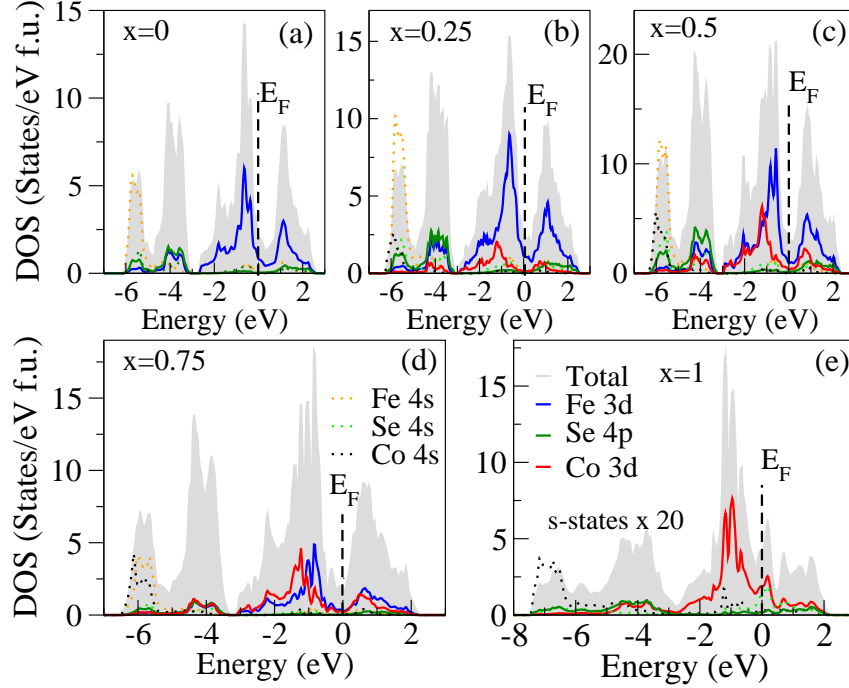 DOS (States/eV f.u.)
x=0
(a)
E_F
15
10
5
0
-6 -4 -2 0 2
Energy (eV)
x=0.25
(b)
E_F
15
10
5
0
-6 -4 -2 0 2
Energy (eV)
x=0.5
(c)
E_F
20
10
0
-6 -4 -2 0 2
Energy (eV)
DOS (States/eV f.u.)
x=0.75
(d)
Fe 4s
Se 4s
Co 4s
E_F
15
10
5
0
-6 -4 -2 0 2
Energy (eV)
x=1
(e)
Total
Fe 3d
Se 4p
Co 3d
E_F
s-states x 20
15
10
5
0
-8 -6 -4 -2 0 2
Energy (eV)